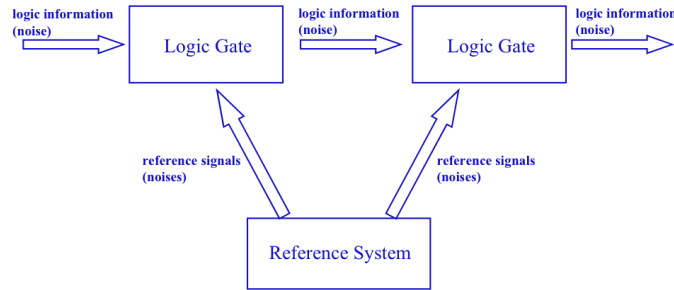 logic information
(noise)
Logic Gate
logic information
(noise)
Logic Gate
logic information
(noise)
reference signals
(noises)
reference signals
(noises)
Reference System